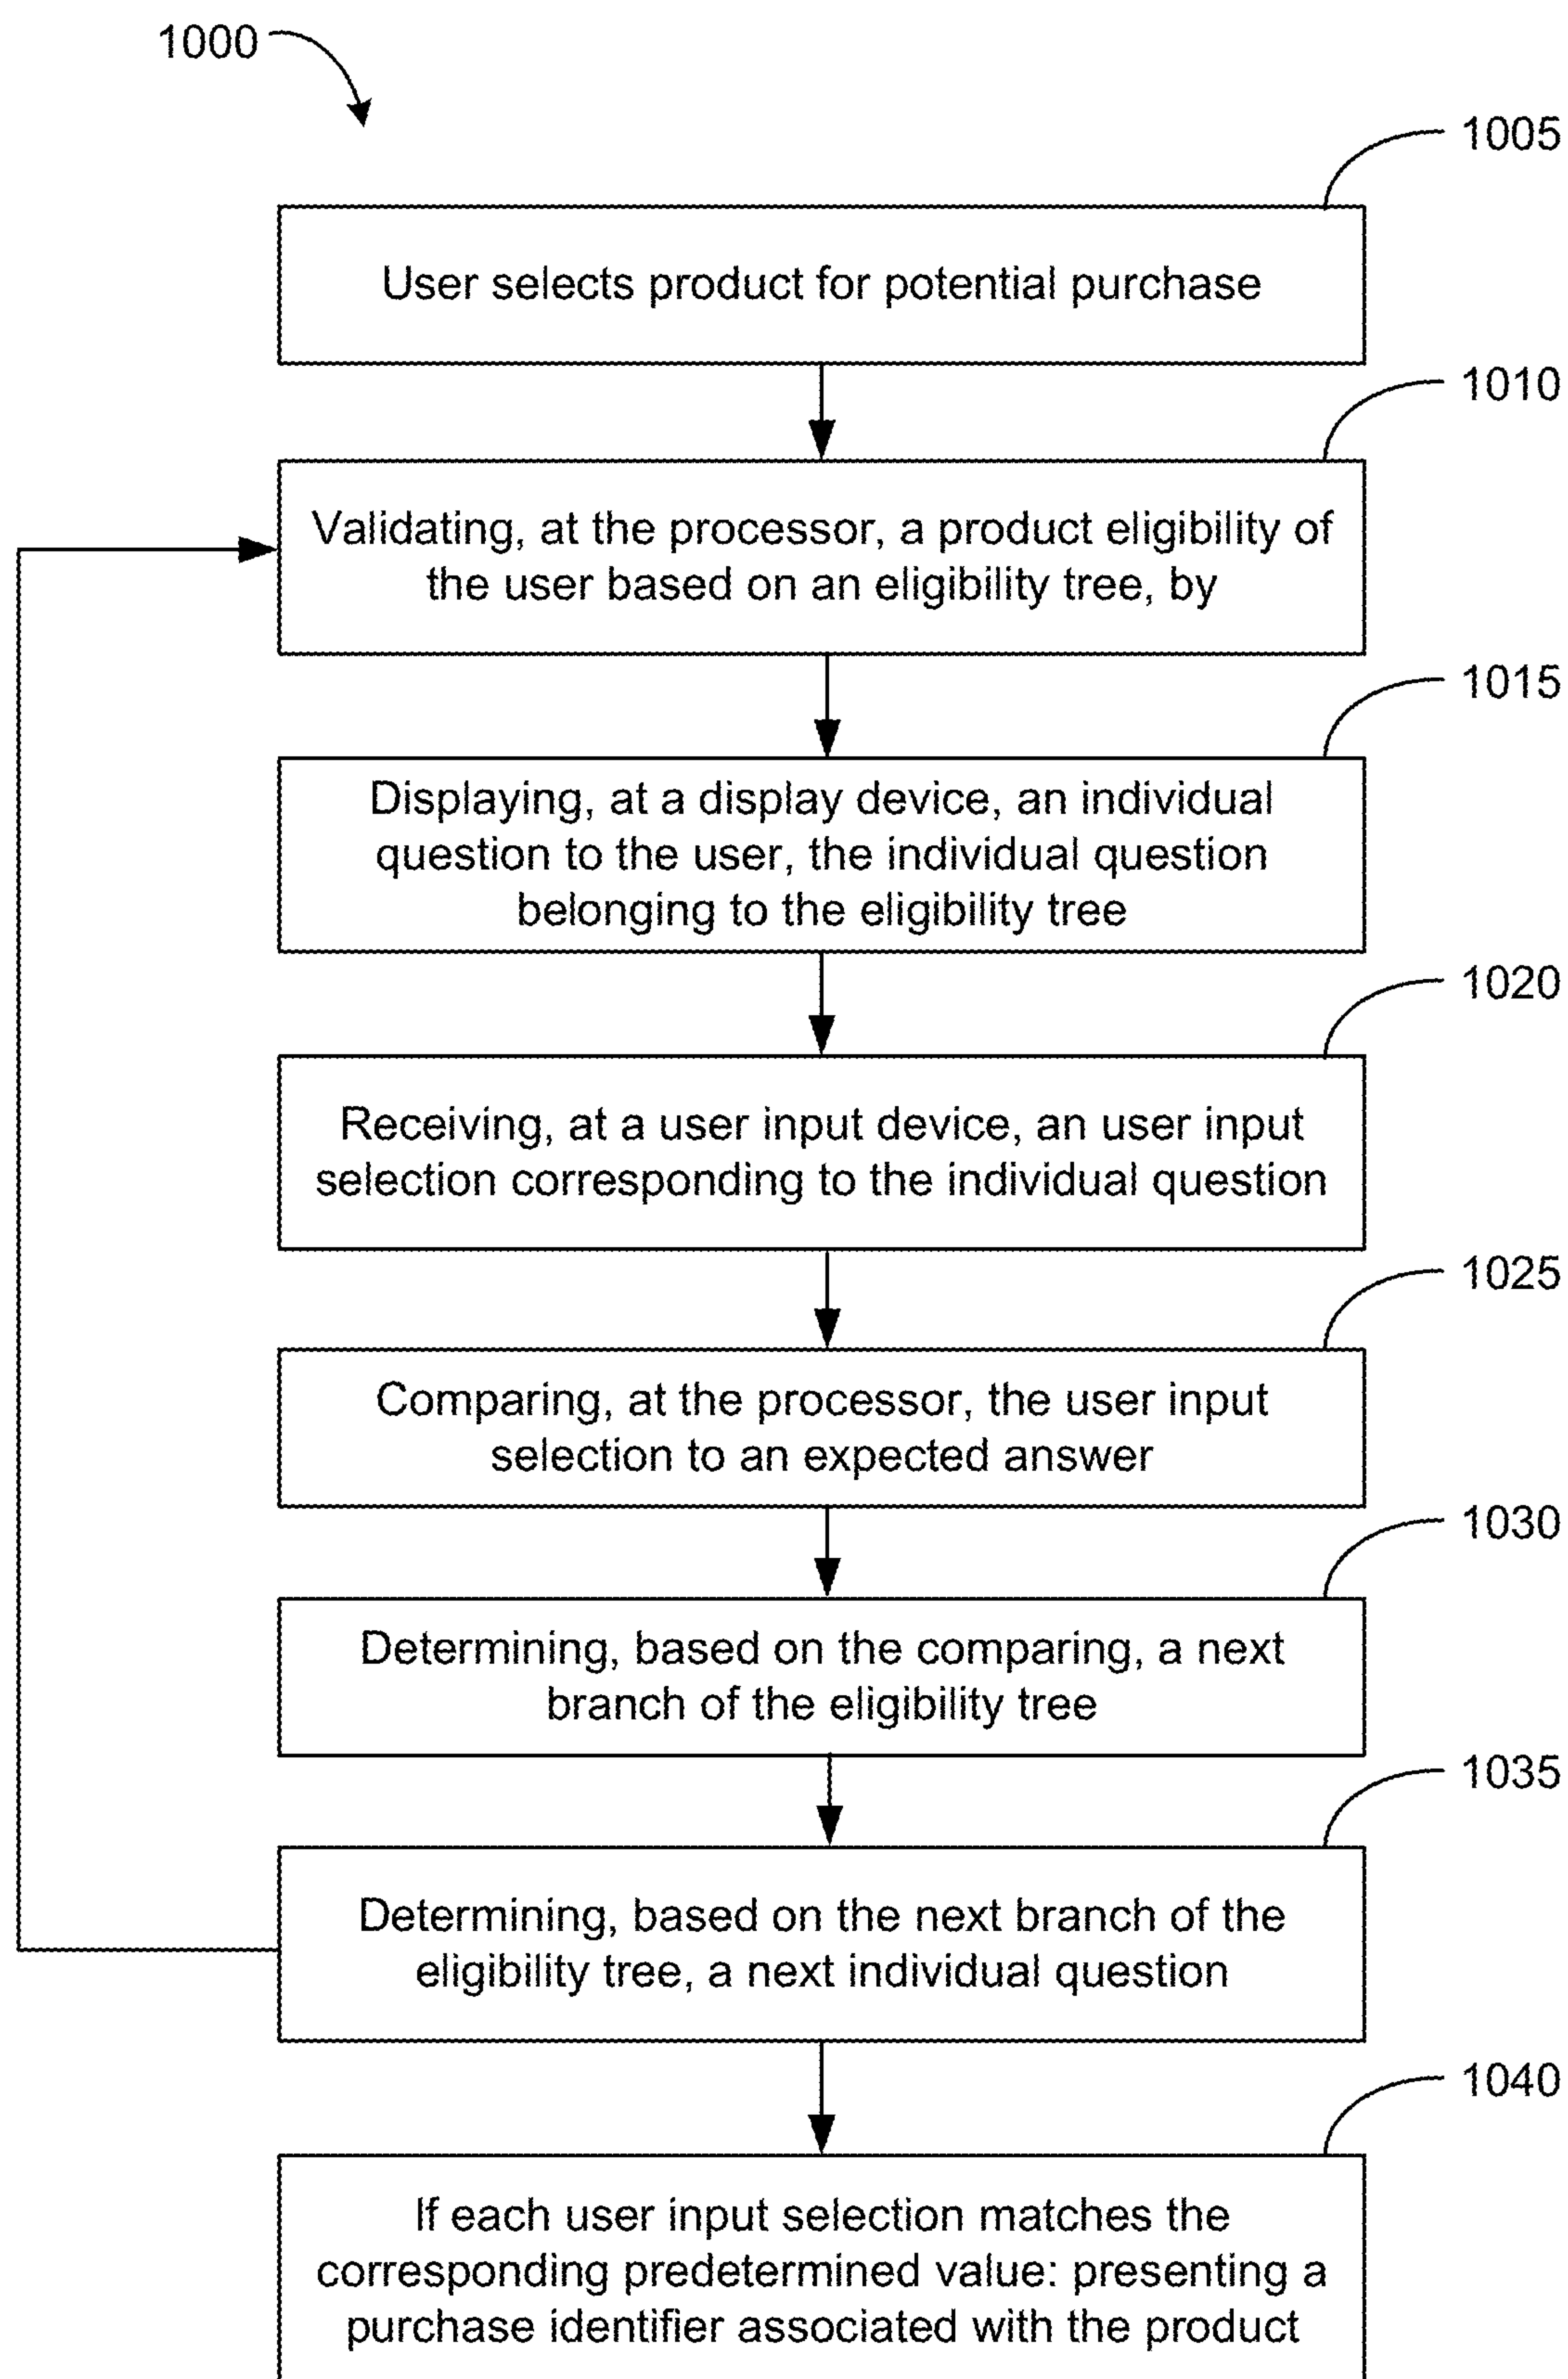 1000
1005
User selects product for potential purchase
1010
Validating, at the processor, a product eligibility of
the user based on an eligibility tree, by
1015
Displaying, at a display device, an individual
question to the user, the individual question
belonging to the eligibility tree
1020
Receiving, at a user input device, an user input
selection corresponding to the individual question
1025
Comparing, at the processor, the user input
selection to an expected answer
1030
Determining, based on the comparing, a next
branch of the eligibility tree
1035
Determining, based on the next branch of the
eligibility tree, a next individual question
1040
If each user input selection matches the
corresponding predetermined value: presenting a
purchase identifier associated with the product